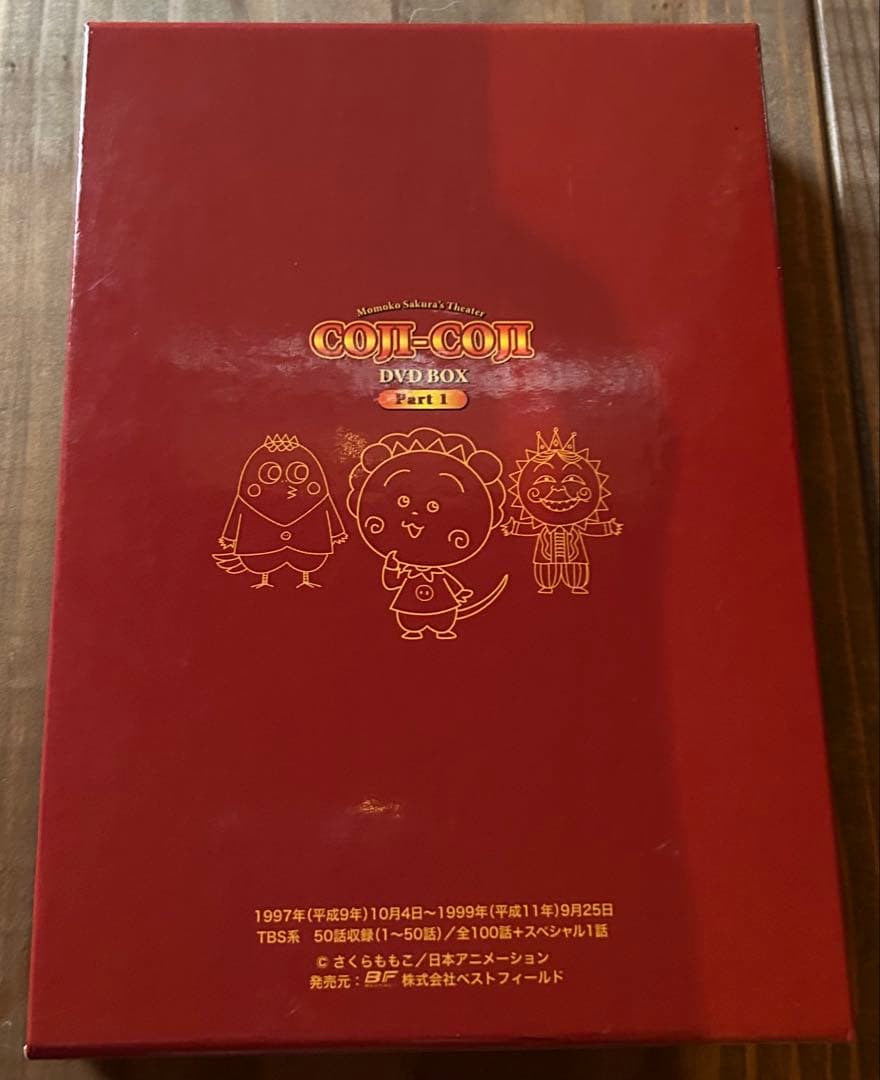 Momoko Sakura's Theater
COJI-COJI
DVD BOX
Part 1
1997年(平成9年)10月4日〜1999年(平成11年)9月25日
TBS系　50話収録(1〜50話)／全100話+スペシャル1話
© さくらももこ／日本アニメーション
発売元：BF 株式会社ベストフィールド